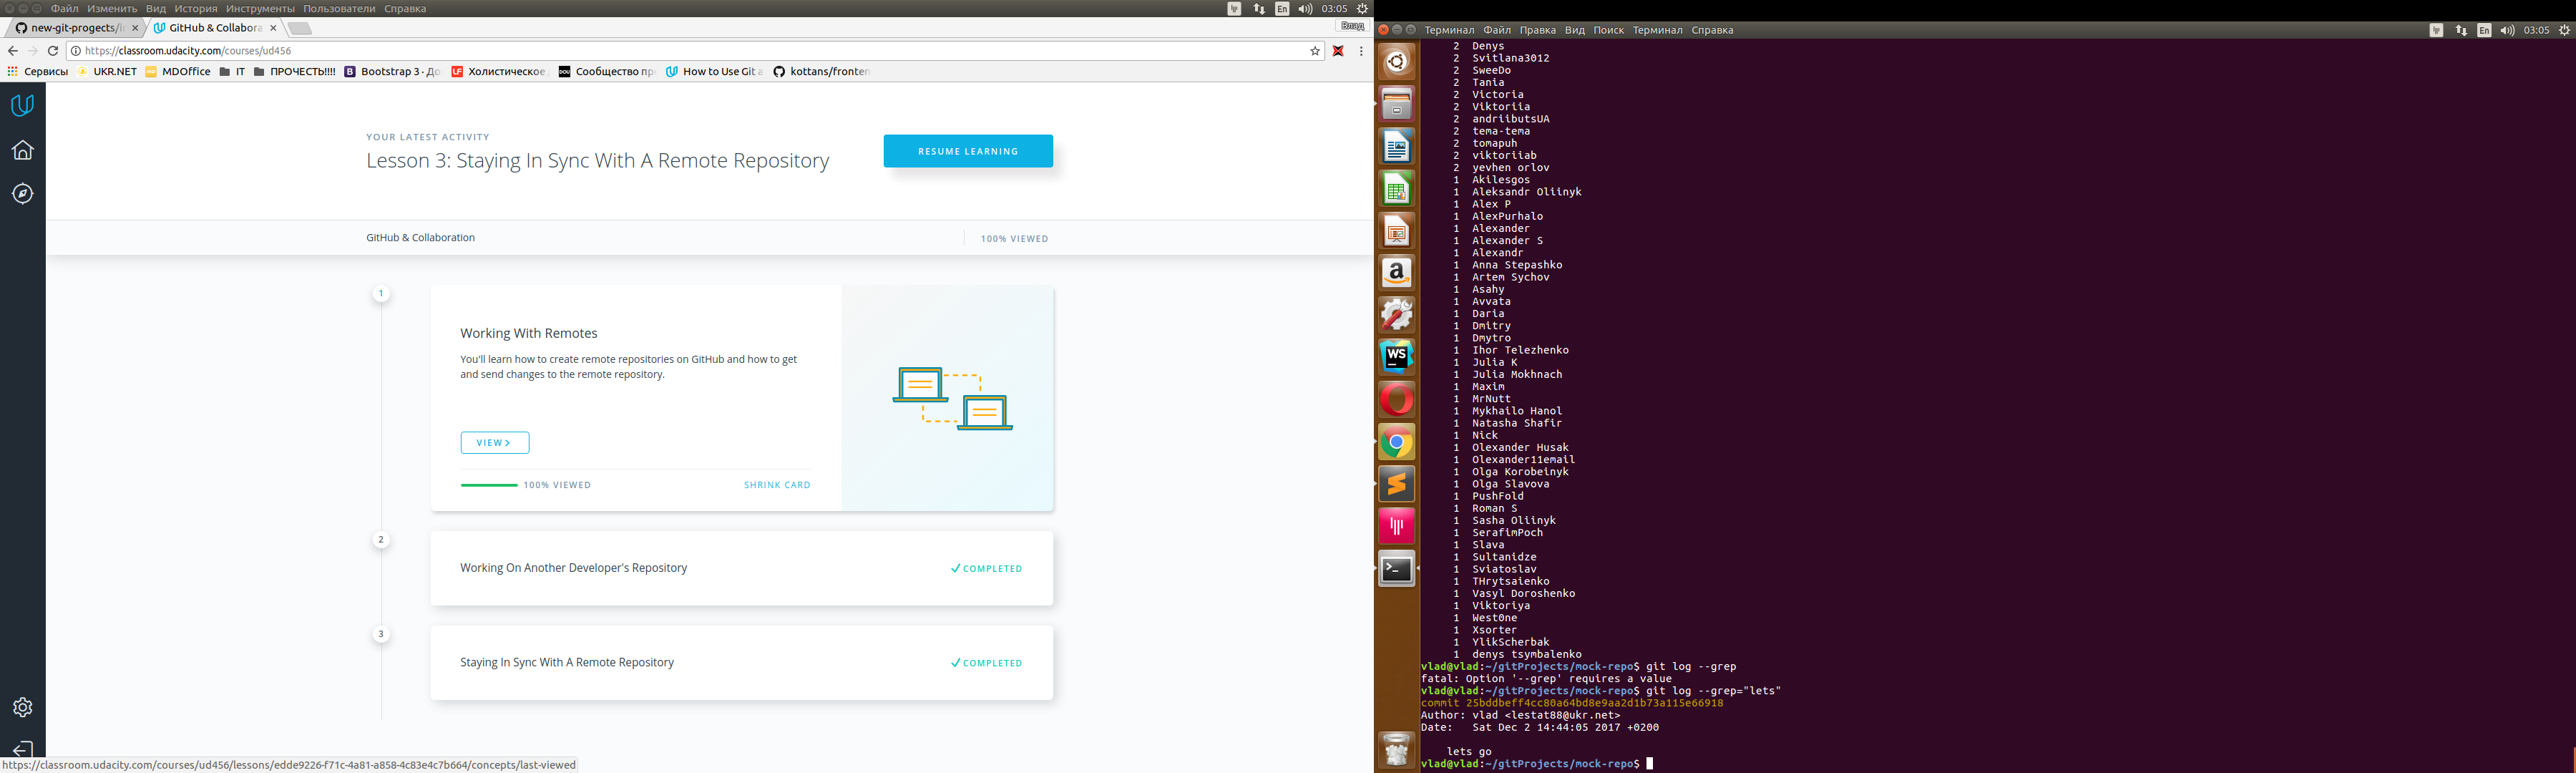 Файл Изменить Вид История Инструменты Пользователи Справка
En 03:05
new-git-progects/i
GitHub & Collabora
Влад
https://classroom.udacity.com/courses/ud456
Сервисы UKR.NET MDOffice IT ПРОЧЕСТЬ!!!! Bootstrap 3 · До Холистическое Сообщество пр How to Use Git a kottans/fronten
YOUR LATEST ACTIVITY
Lesson 3: Staying In Sync With A Remote Repository
RESUME LEARNING
GitHub & Collaboration
100% VIEWED
1
Working With Remotes
You'll learn how to create remote repositories on GitHub and how to get
and send changes to the remote repository.
VIEW >
100% VIEWED
SHRINK CARD
2
Working On Another Developer's Repository
COMPLETED
3
Staying In Sync With A Remote Repository
COMPLETED
https://classroom.udacity.com/courses/ud456/lessons/edde9226-f71c-4a81-a858-4c83e4c7b664/concepts/last-viewed
Терминал Файл Правка Вид Поиск Терминал Справка
En 03:05
2 Denys
2 Svitlana3012
2 SweeDo
2 Tania
2 Victoria
2 Viktoriia
2 andriibutsUA
2 tema-tema
2 tomapuh
2 viktoriiab
2 yevhen orlov
1 Akilesgos
1 Aleksandr Oliinyk
1 Alex P
1 AlexPurhalo
1 Alexander
1 Alexander S
1 Alexandr
1 Anna Stepashko
1 Artem Sychov
1 Asahy
1 Avvata
1 Daria
1 Dmitry
1 Dmytro
1 Ihor Telezhenko
1 Julia K
1 Julia Mokhnach
1 Maxim
1 MrNutt
1 Mykhailo Hanol
1 Natasha Shafir
1 Nick
1 Olexander Husak
1 Olexander11email
1 Olga Korobeinyk
1 Olga Slavova
1 PushFold
1 Roman S
1 Sasha Oliinyk
1 SerafimPoch
1 Slava
1 Sultanidze
1 Sviatoslav
1 THrytsaienko
1 Vasyl Doroshenko
1 Viktoriya
1 West0ne
1 Xsorter
1 YlikScherbak
1 denys tsymbalenko
vlad@vlad:~/gitProjects/mock-repo$ git log --grep
fatal: Option '--grep' requires a value
vlad@vlad:~/gitProjects/mock-repo$ git log --grep="lets"
commit 25bddbeff4cc80a64bd8e9aa2d1b73a115e66918
Author: vlad <lestat88@ukr.net>
Date: Sat Dec 2 14:44:05 2017 +0200
lets go
vlad@vlad:~/gitProjects/mock-repo$